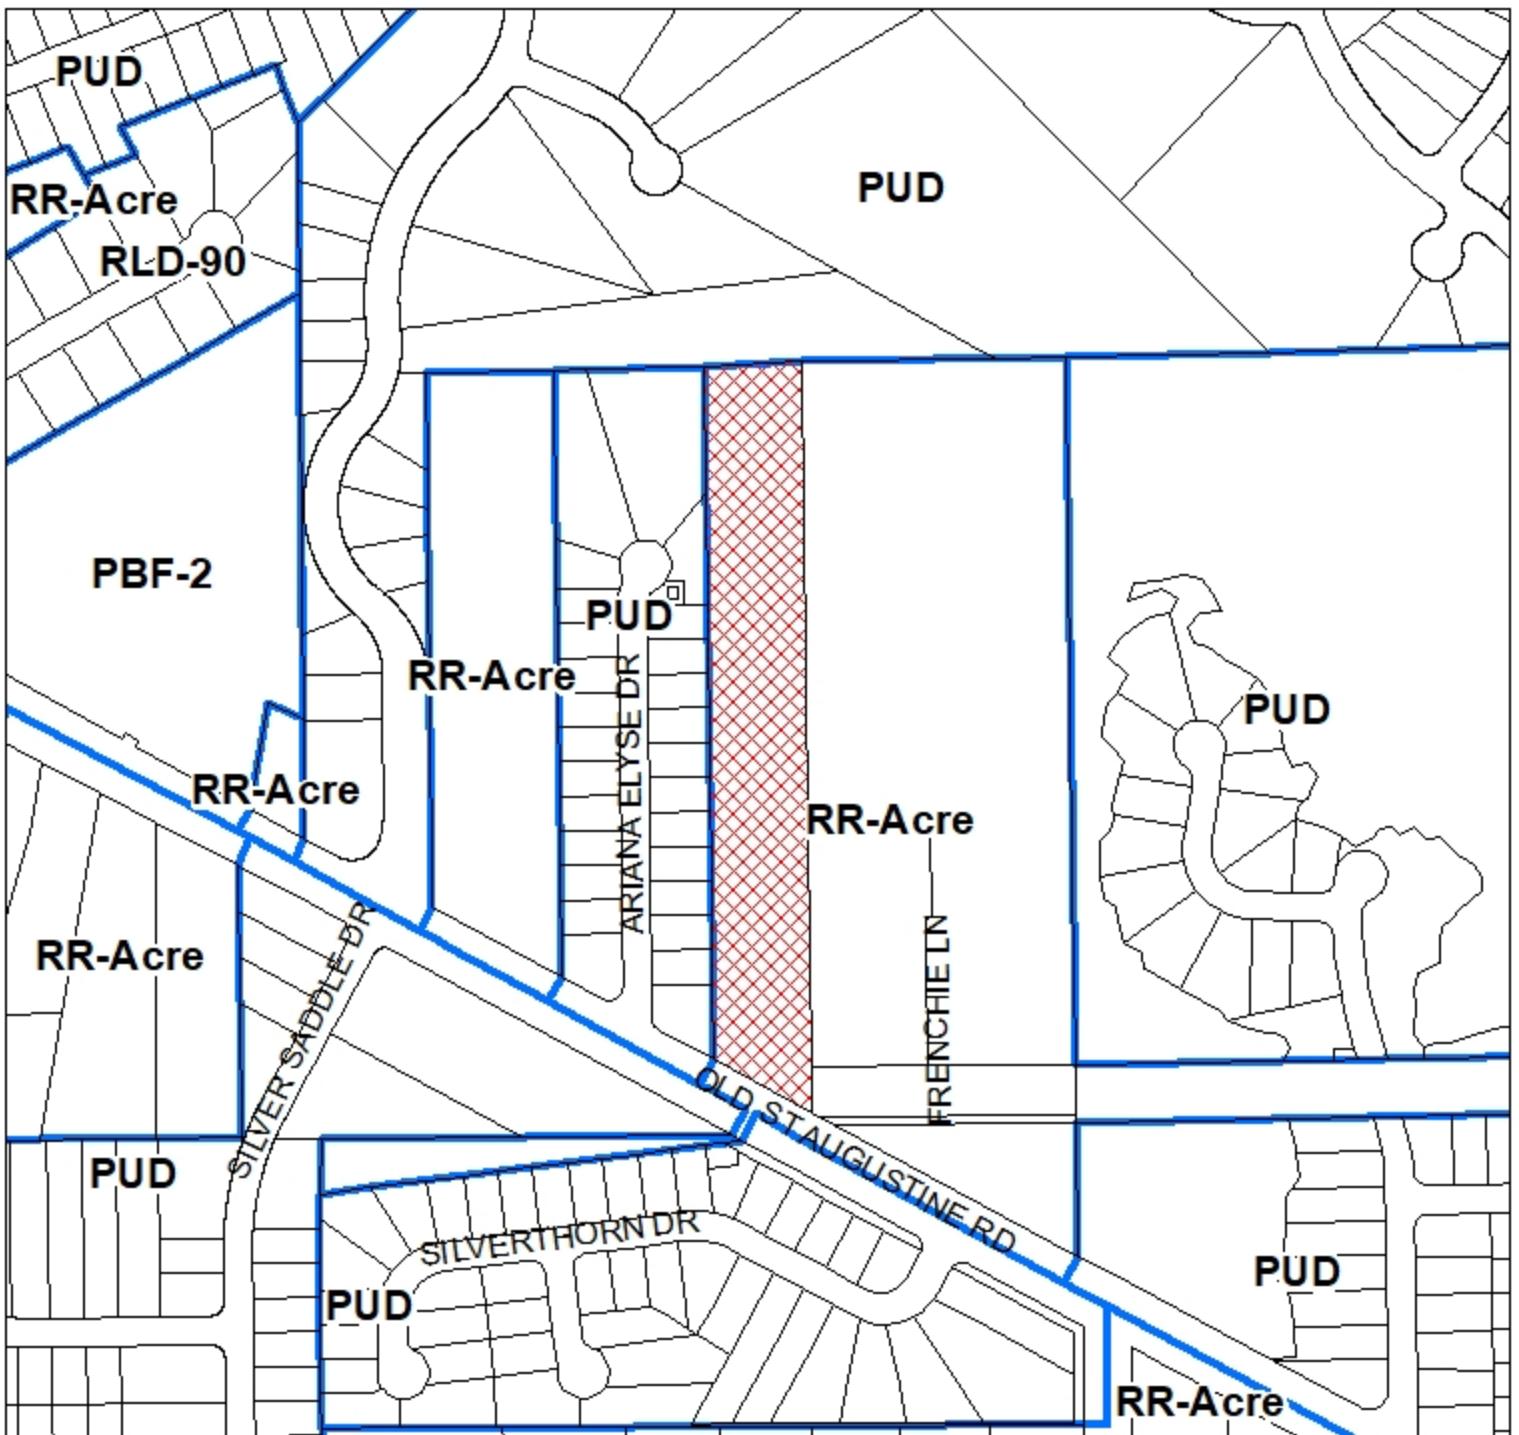 PUD
PUD
RR-Acre
RLD-90
PBF-2
PUD
RR-Acre
ARIANA ELYSE DR
PUD
RR-Acre
RR-Acre
FRENCHIE LN
RR-Acre
SILVER SADDLE DR
OLD ST AUGUSTINE RD
PUD
SILVERTHORN DR
PUD
PUD
RR-Acre